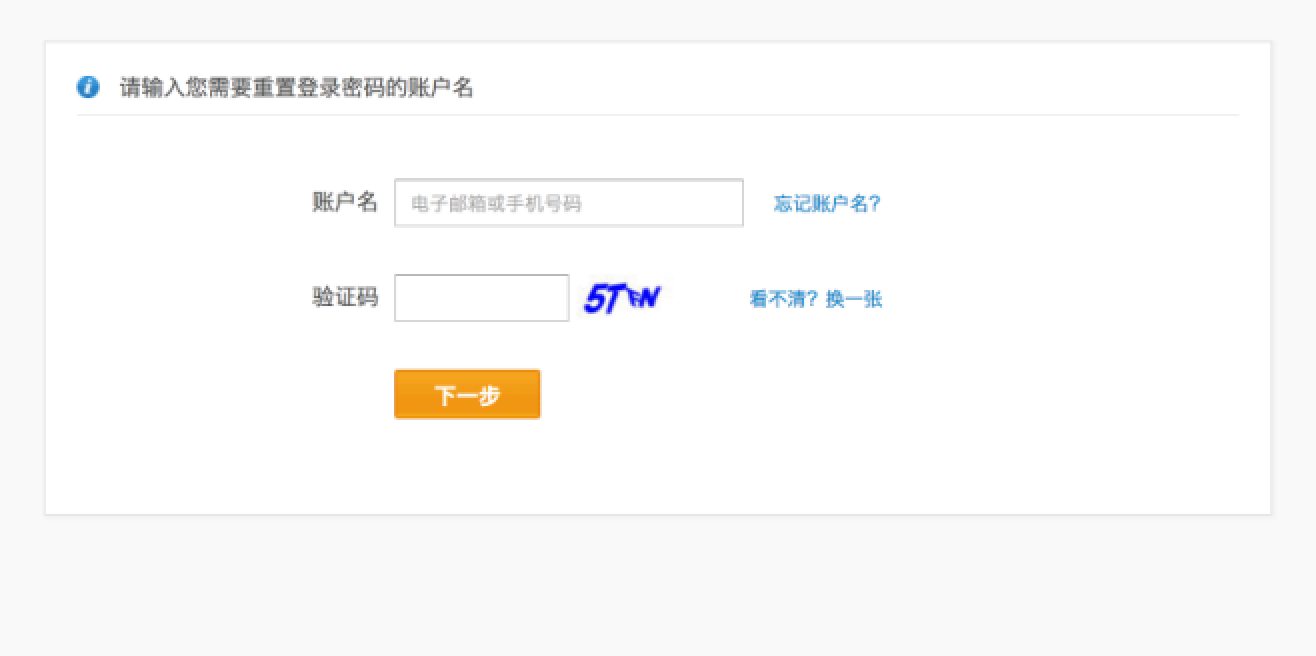 请输入您需要重置登录密码的账户名
账户名 电子邮箱或手机号码 忘记账户名?
验证码 看不清? 换一张
下一步